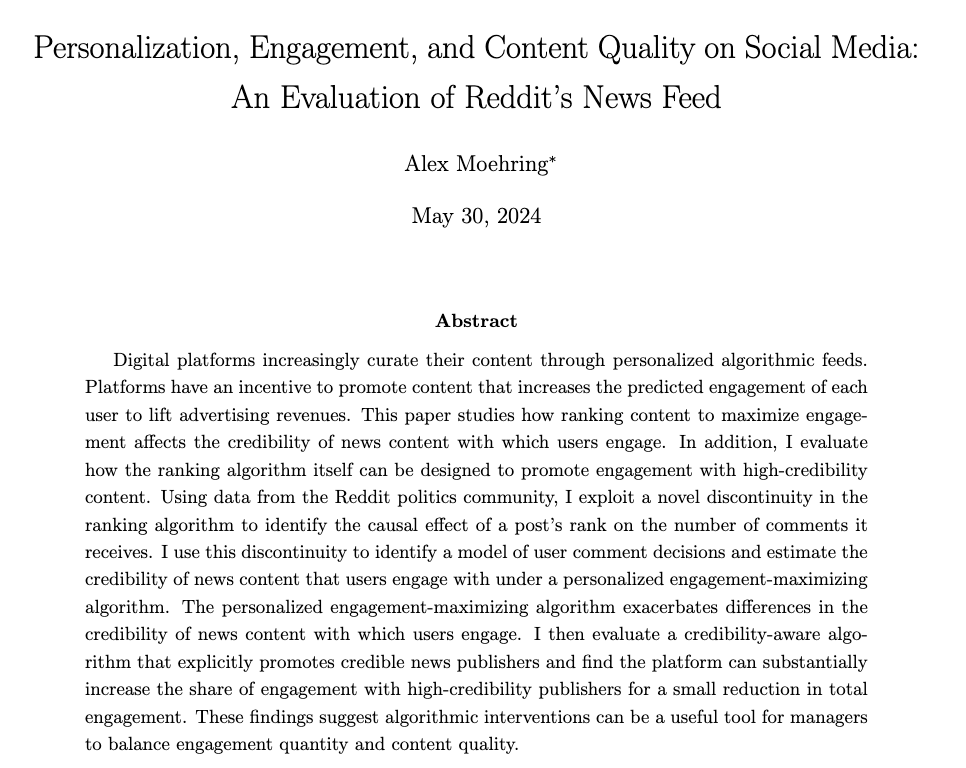 Personalization, Engagement, and Content Quality on Social Media:
An Evaluation of Reddit's News Feed
Alex Moehring*
May 30, 2024
Abstract
Digital platforms increasingly curate their content through personalized algorithmic feeds.
Platforms have an incentive to promote content that increases the predicted engagement of each
user to lift advertising revenues. This paper studies how ranking content to maximize engage-
ment affects the credibility of news content with which users engage. In addition, I evaluate
how the ranking algorithm itself can be designed to promote engagement with high-credibility
content. Using data from the Reddit politics community, I exploit a novel discontinuity in the
ranking algorithm to identify the causal effect of a post's rank on the number of comments it
receives. I use this discontinuity to identify a model of user comment decisions and estimate the
credibility of news content that users engage with under a personalized engagement-maximizing
algorithm. The personalized engagement-maximizing algorithm exacerbates differences in the
credibility of news content with which users engage. I then evaluate a credibility-aware algo-
rithm that explicitly promotes credible news publishers and find the platform can substantially
increase the share of engagement with high-credibility publishers for a small reduction in total
engagement. These findings suggest algorithmic interventions can be a useful tool for managers
to balance engagement quantity and content quality.